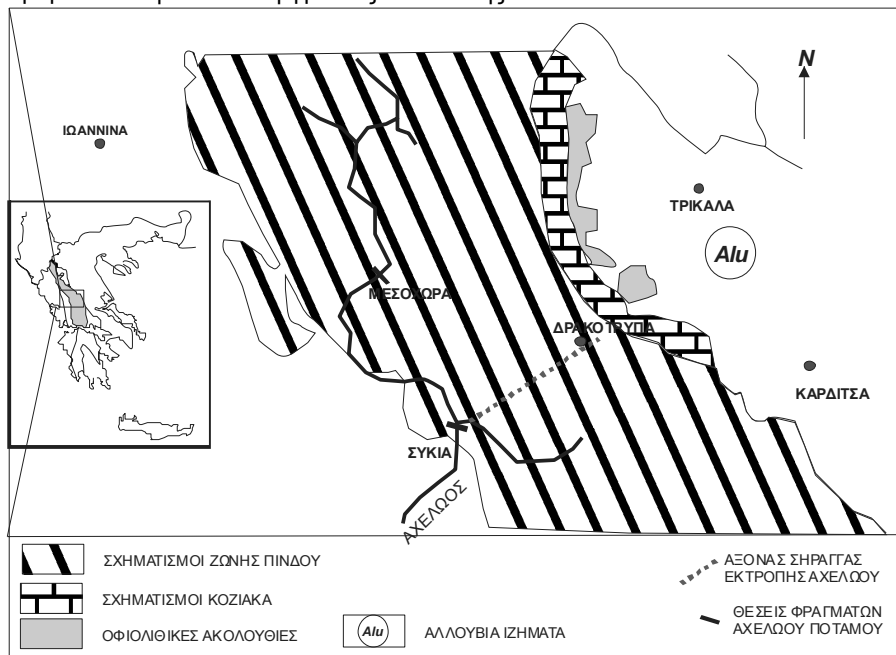 N
ΙΩΑΝΝΙΝΑ
ΤΡΙΚΑΛΑ
Alu
ΜΕΣΟΧΩΡΑ
ΔΡΑΚΟΤΡΥΠΑ
ΚΑΡΔΙΤΣΑ
ΣΥΚΙΑ
ΑΧΕΛΩΟΣ
ΣΧΗΜΑΤΙΣΜΟΙ ΖΩΝΗΣ ΠΙΝΔΟΥ
ΣΧΗΜΑΤΙΣΜΟΙ ΚΟΖΙΑΚΑ
ΟΦΙΟΛΙΘΙΚΕΣ ΑΚΟΛΟΥΘΙΕΣ
Alu
ΑΛΛΟΥΒΙΑ ΙΖΗΜΑΤΑ
ΑΞΟΝΑΣ ΣΗΡΑΓΓΑΣ
ΕΚΤΡΟΠΗΣ ΑΧΕΛΩΟΥ
ΘΕΣΕΙΣ ΦΡΑΓΜΑΤΩΝ
ΑΧΕΛΩΟΥ ΠΟΤΑΜΟΥ